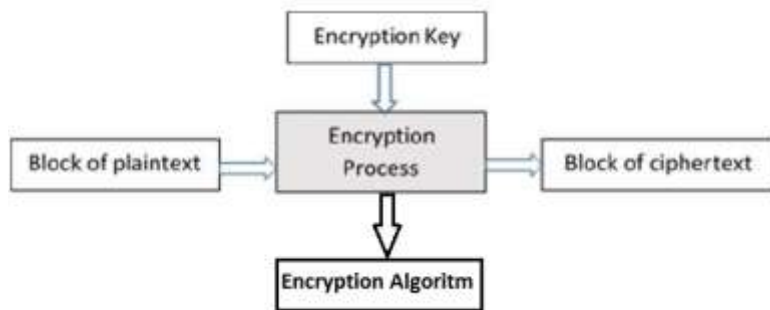 Encryption Key
Block of plaintext
Encryption
Process
Block of ciphertext
Encryption Algoritm